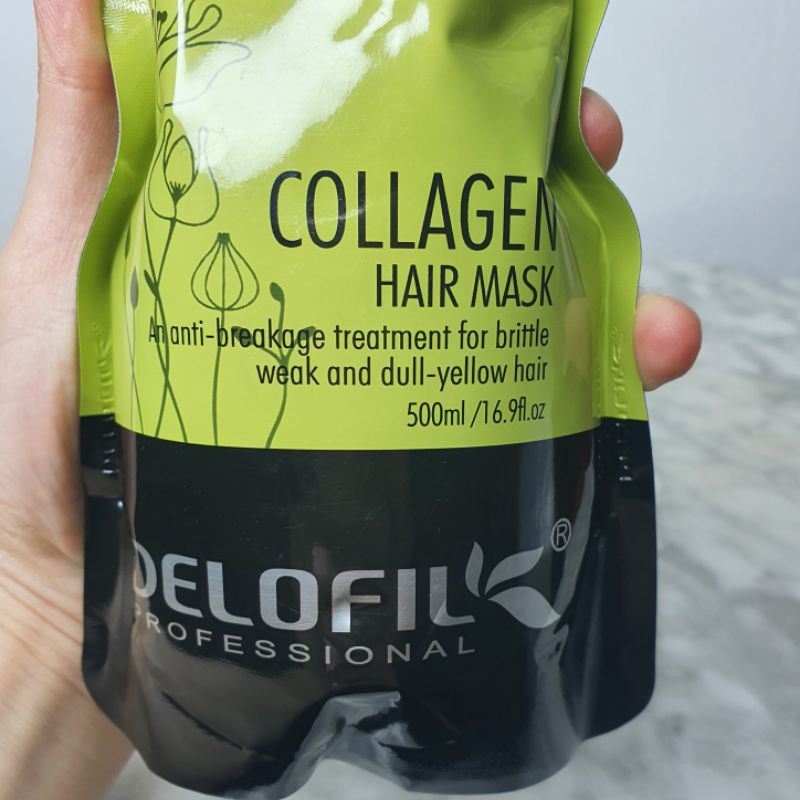 COLLAGEN
HAIR MASK
An anti-breakage treatment for brittle
weak and dull-yellow hair
500ml /16.9fl.oz
DELOFIL®
PROFESSIONAL